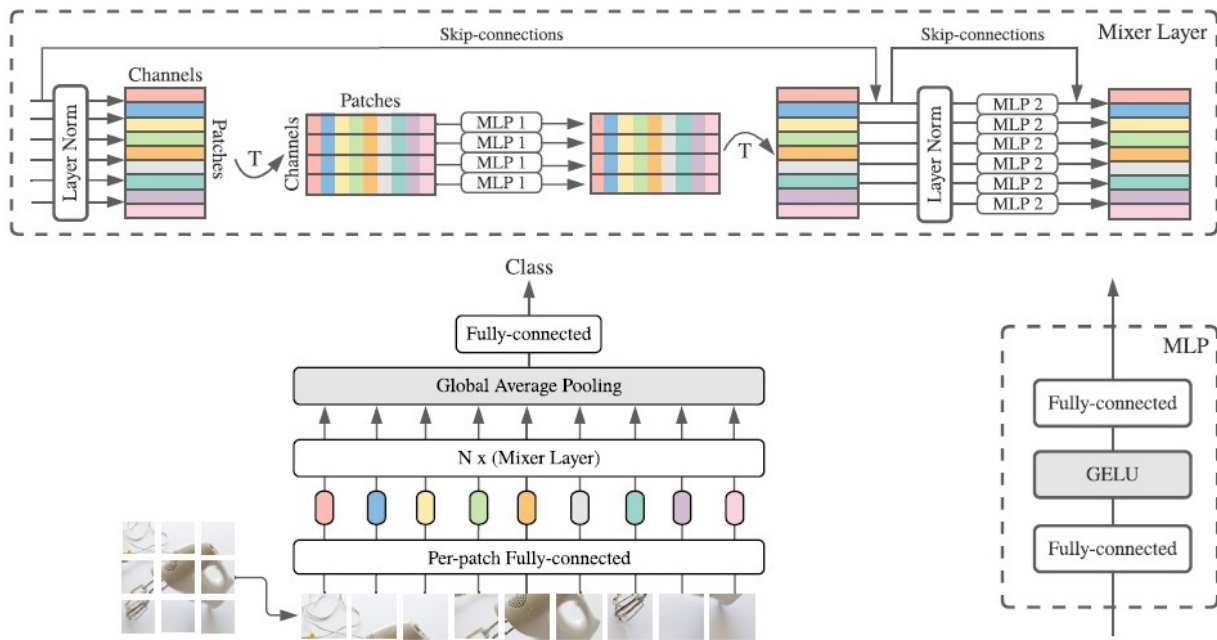 Skip-connections
Skip-connections
Mixer Layer
Channels
Layer Norm
Patches
T
Patches
Channels
MLP 1
MLP 1
MLP 1
MLP 1
T
Layer Norm
MLP 2
MLP 2
MLP 2
MLP 2
MLP 2
MLP 2
Class
Fully-connected
Global Average Pooling
N x (Mixer Layer)
Per-patch Fully-connected
MLP
Fully-connected
GELU
Fully-connected